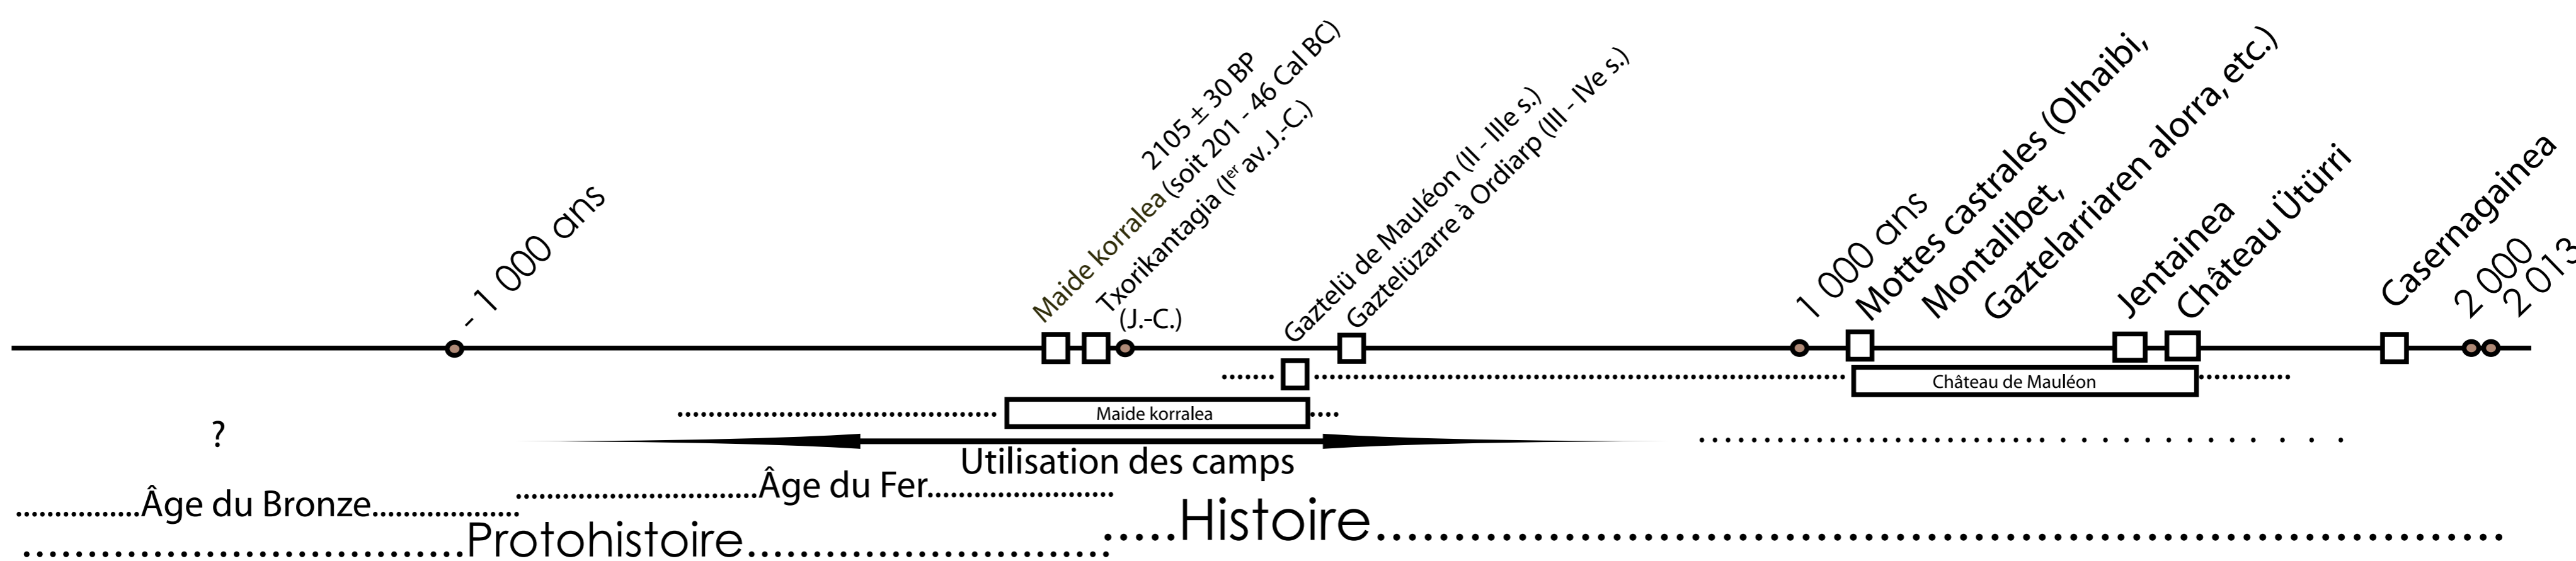 - 1 000 ans
2105 ± 30 BP
Maide korralea (soit 201 - 46 Cal BC)
Txorikantagia (Ier av. J.-C.)
(J.-C.)
Gaztelü de Mauléon (II - IIIe s.)
Gaztelüzarre à Ordiarp (III - IVe s.)
1 000 ans
Mottes castrales (Olhaibi,
Montalibet,
Gaztelarriaren alorra, etc.)
Jentainea
Château Ütürri
Casernagainea
2 000
2 013
Château de Mauléon
Maide korralea
?
Utilisation des camps
Âge du Fer
Âge du Bronze
Histoire
Protohistoire